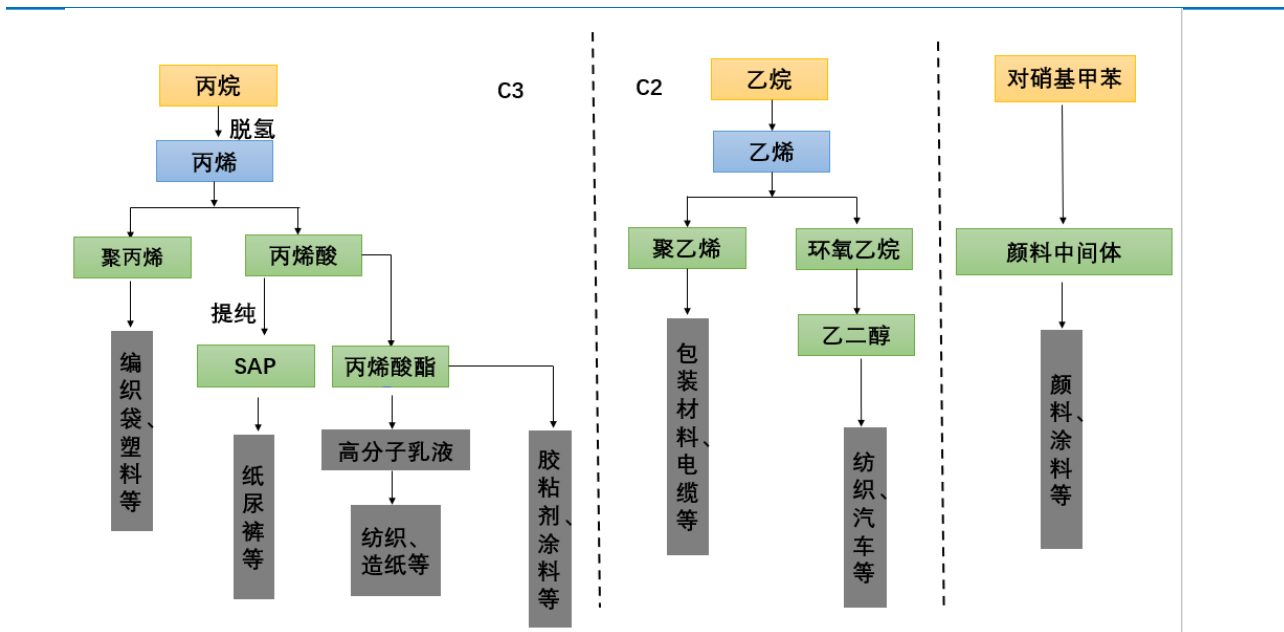 丙烷
脱氢
丙烯
聚丙烯
丙烯酸
提纯
SAP
丙烯酸酯
编织袋、塑料等
纸尿裤等
高分子乳液
纺织、
造纸等
胶粘剂、涂料等
C3
C2
乙烷
乙烯
聚乙烯
环氧乙烷
乙二醇
包装材料、电缆等
纺织、汽车等
对硝基甲苯
颜料中间体
颜料、涂料等